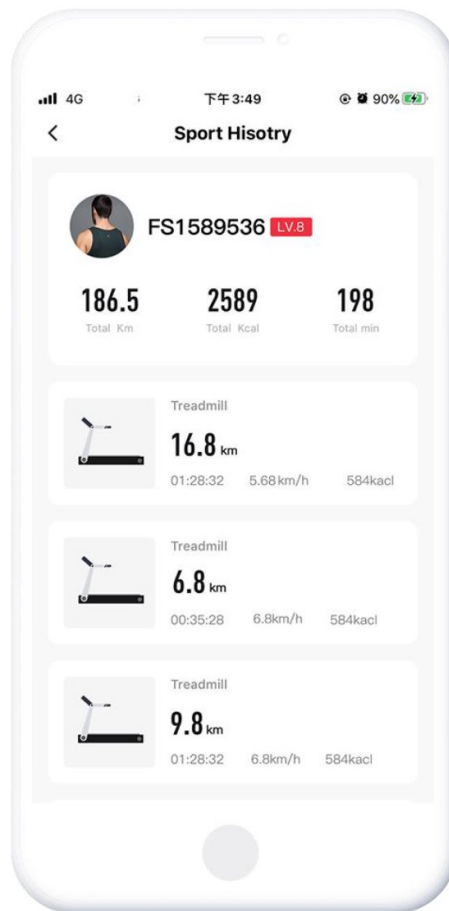 4G 下午3:49 90%
Sport Hisotry
FS1589536 LV.8
186.5 2589 198
Total Km Total Kcal Total min
Treadmill
16.8 km
01:28:32 5.68km/h 584kacl
Treadmill
6.8 km
00:35:28 6.8km/h 584kacl
Treadmill
9.8 km
01:28:32 6.8km/h 584kacl